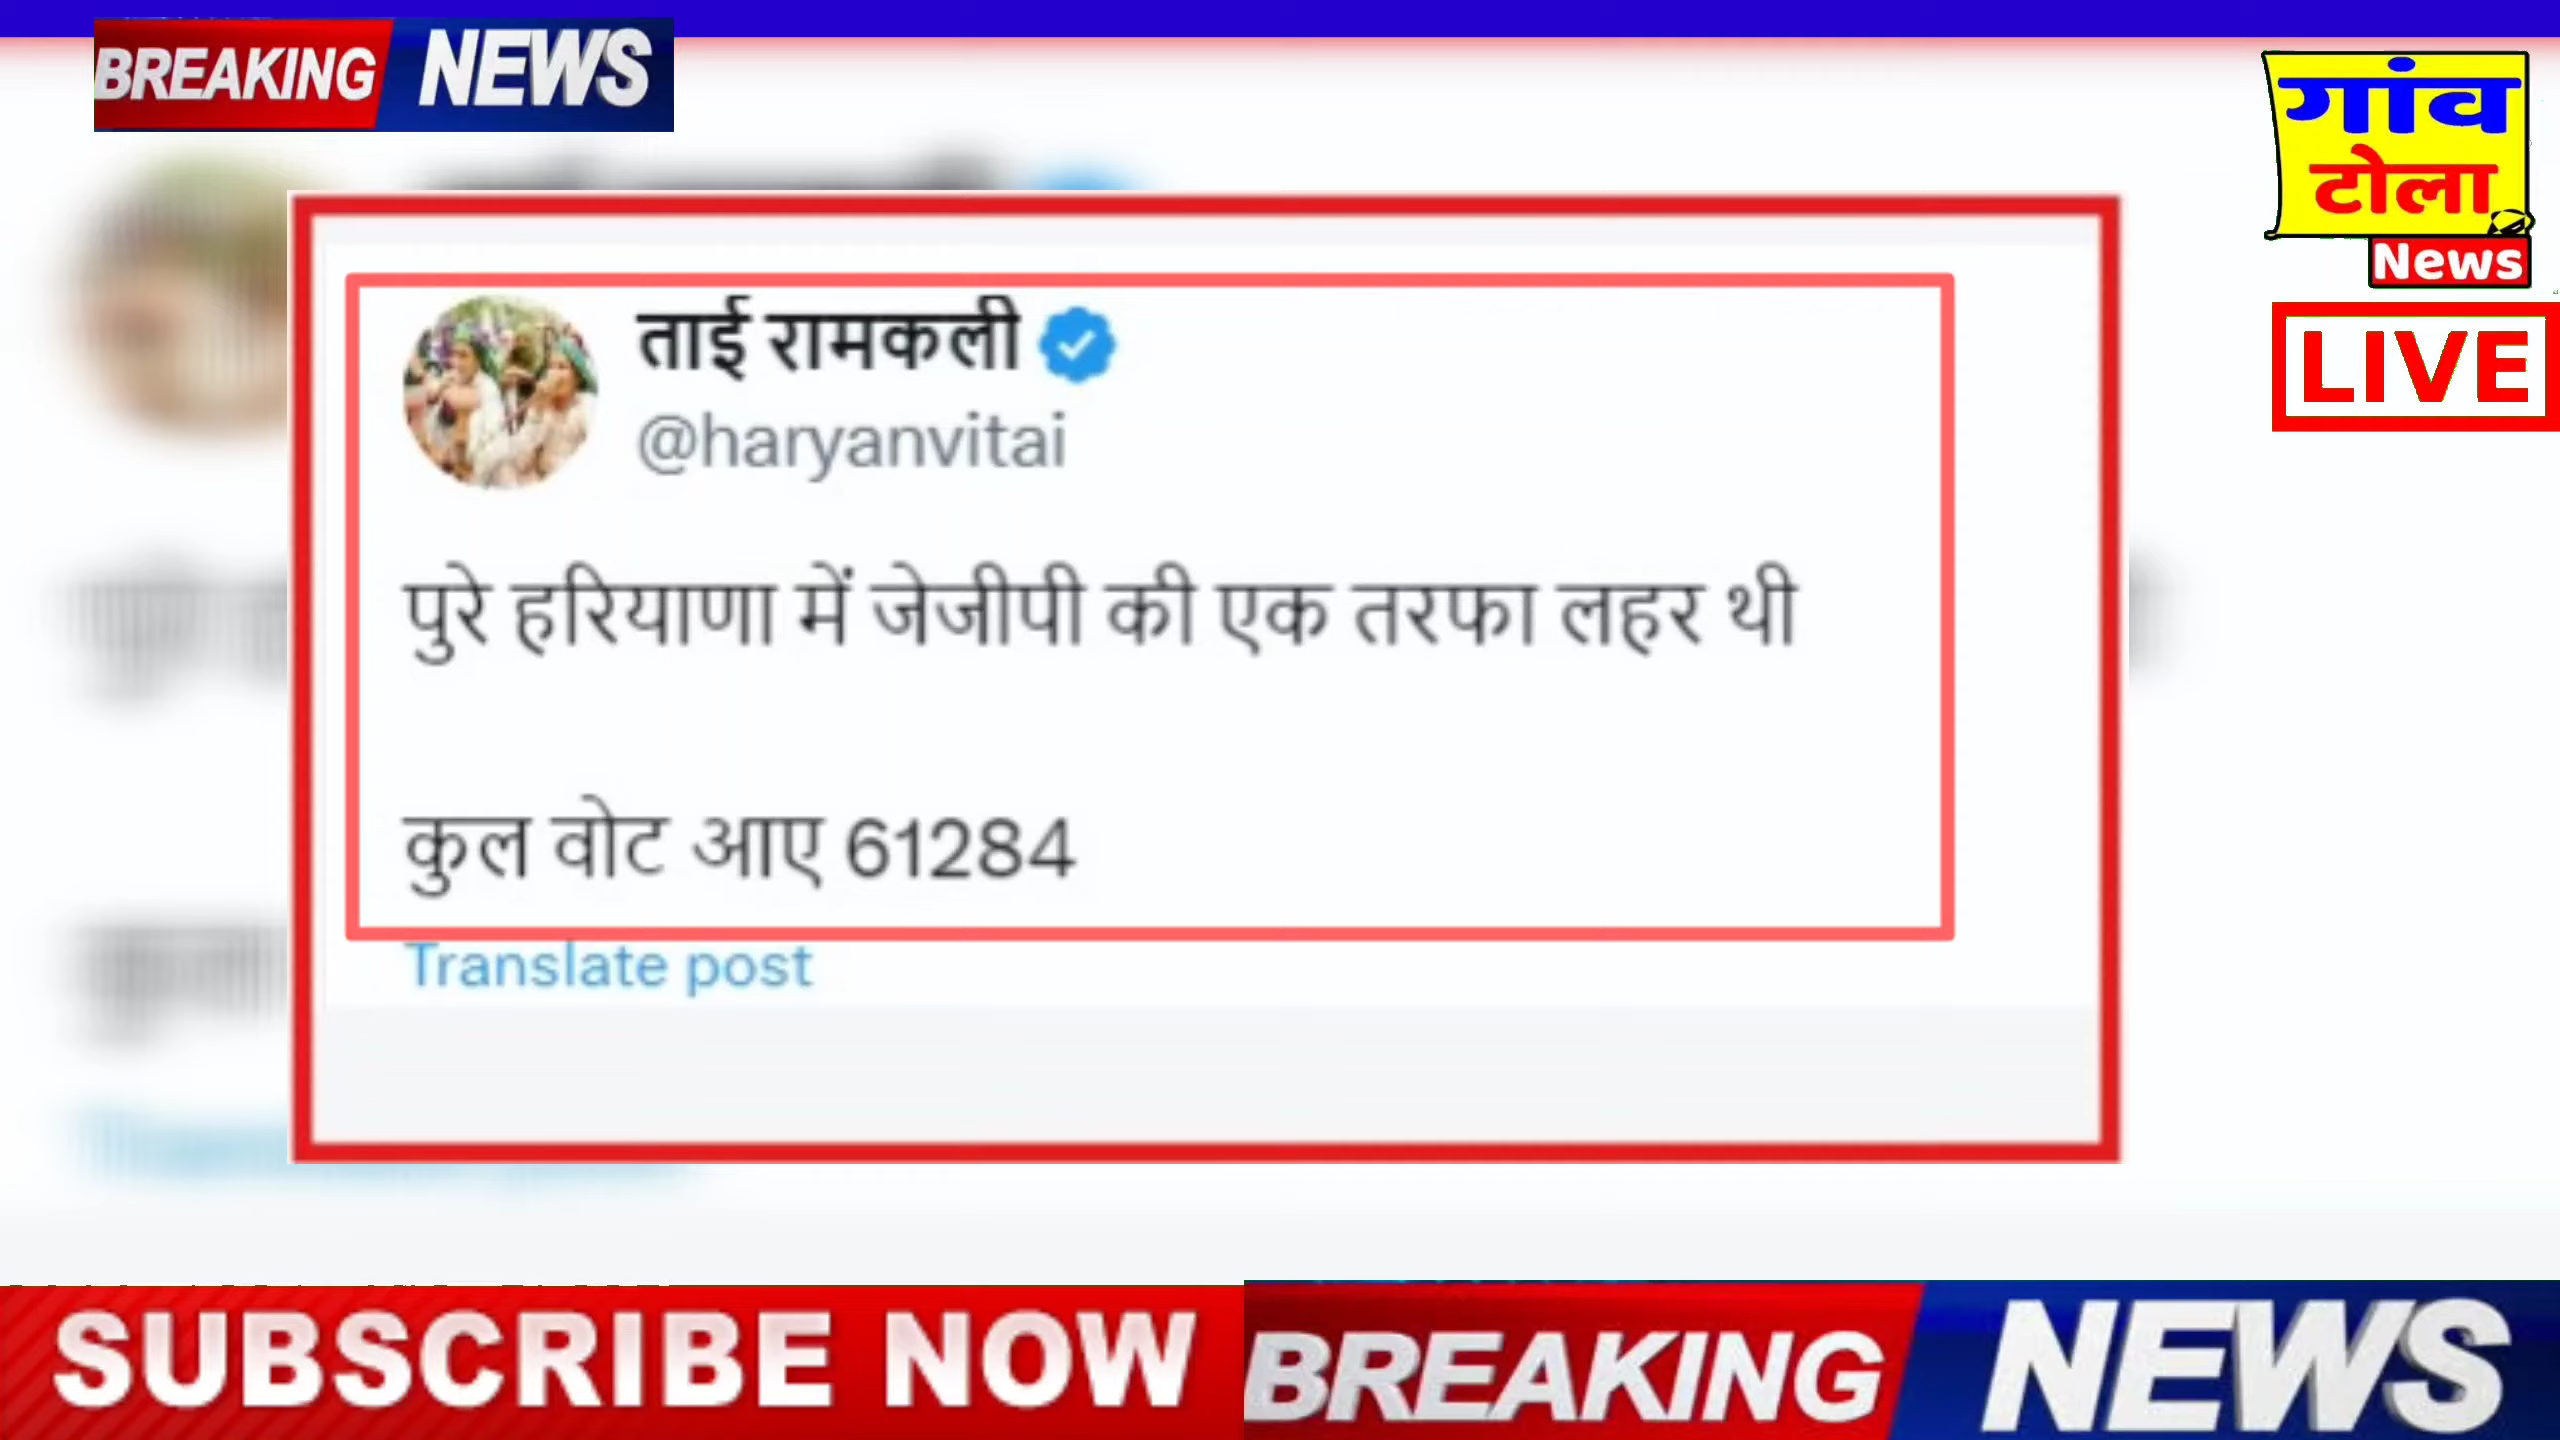 BREAKING NEWS
गांव
टोला
News
LIVE
ताई रामकली
@haryanvitai
पुरे हरियाणा में जेजीपी की एक तरफा लहर थी
कुल वोट आए 61284
Translate post
SUBSCRIBE NOW
BREAKING NEWS